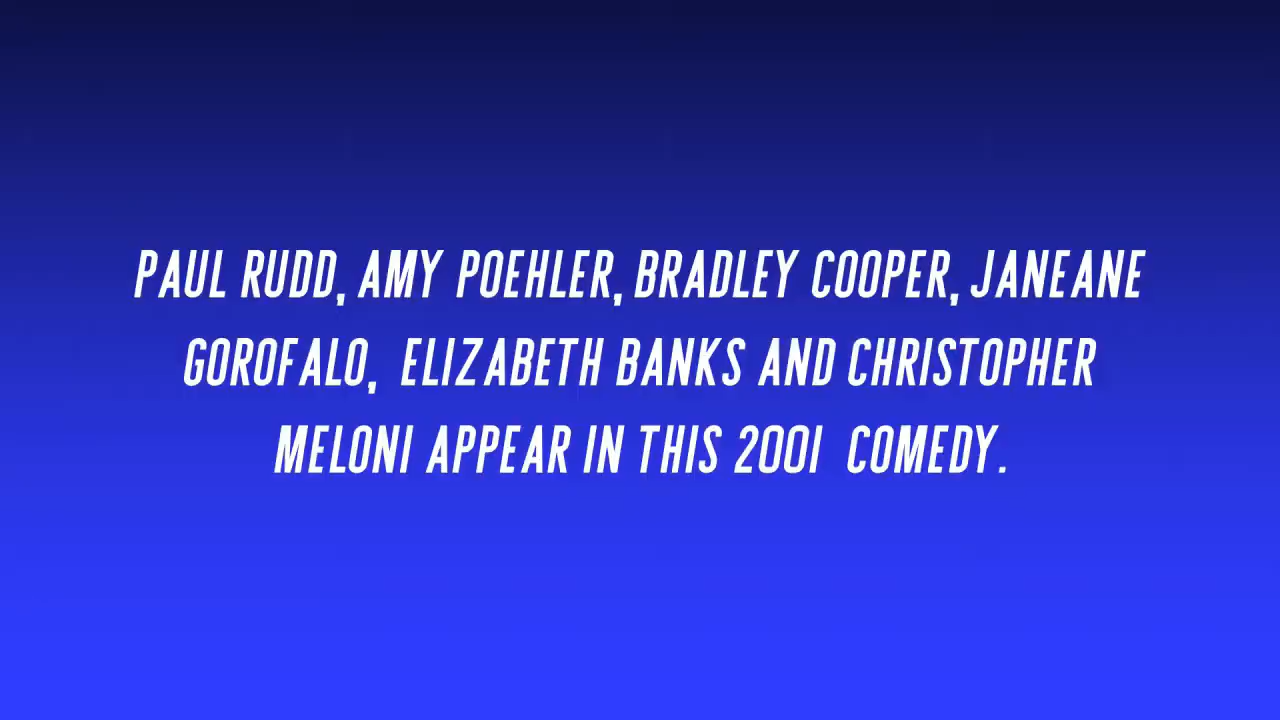 PAUL RUDD, AMY POEHLER, BRADLEY COOPER, JANEANE
GOROFALO, ELIZABETH BANKS AND CHRISTOPHER
MELONI APPEAR IN THIS 2001 COMEDY.